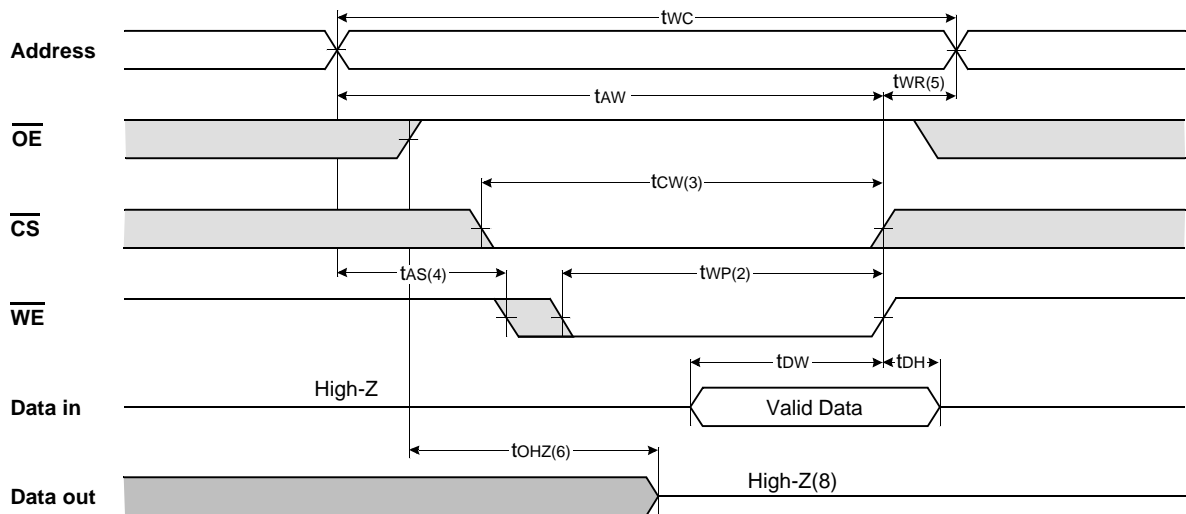 tWC
Address
tAW
tWR(5)
OE
tCW(3)
CS
tAS(4)
tWP(2)
WE
tDW
tDH
High-Z
Data in
Valid Data
tOHZ(6)
High-Z(8)
Data out